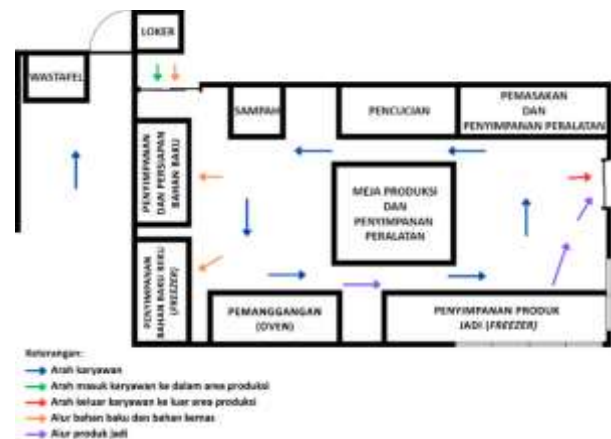 LOKER
WASTAFEL
SAMPAH
PENCUCIAN
PEMASAKAN
DAN
PENYIMPANAN PERALATAN
PENYIMPANAN
DAN PERSIAPAN
BAHAN BAKU
MEJA PRODUKSI
DAN
PENYIMPANAN
PERALATAN
PENYIMPANAN
BAHAN BAKU BEKU
(FREEZER)
PEMANGGANGAN
(OVEN)
PENYIMPANAN PRODUK
JADI (FREEZER)
Keterangan:
Arah karyawan
Arah masuk karyawan ke dalam area produksi
Arah keluar karyawan ke luar area produksi
Alur bahan baku dan bahan kemas
Alur produk jadi